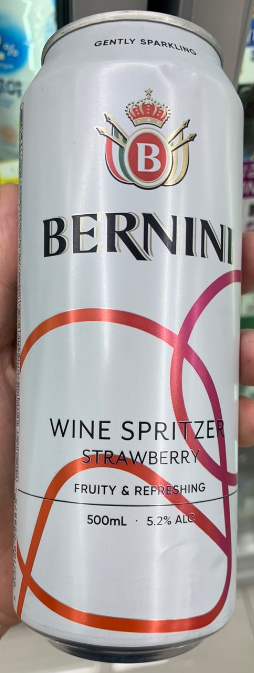 GENTLY SPARKLING
B
BERNINI
WINE SPRITZER
STRAWBERRY
FRUITY & REFRESHING
500mL · 5.2% ALC